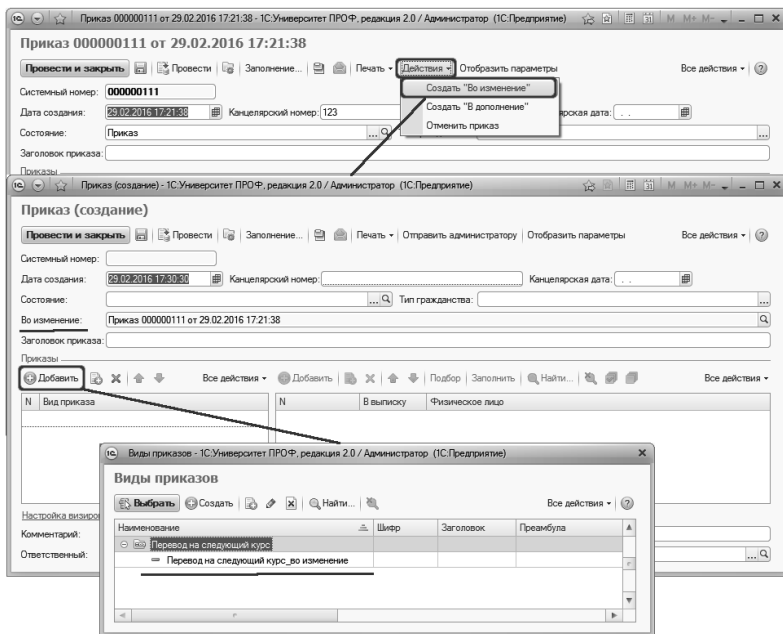 Приказ 000000111 от 29.02.2016 17:21:38 - 1С:Университет ПРОФ, редакция 2.0 / Администратор (1С:Предприятие) M M+ M-
Приказ 000000111 от 29.02.2016 17:21:38
Провести и закрыть Провести Заполнение... Печать Действия Отобразить параметры Все действия
Создать "Во изменение"
Системный номер: 000000111
Создать "В дополнение"
Дата создания: 29.02.2016 17:21:38 Канцелярский номер: 123 дата: . .
Отменить приказ
Состояние: Приказ
Заголовок приказа:
Приказы
Приказ (создание) - 1С:Университет ПРОФ, редакция 2.0 / Администратор (1С:Предприятие) M M+ M-
Приказ (создание)
Провести и закрыть Провести Заполнение... Печать Отправить администратору Отобразить параметры Все действия
Системный номер:
Дата создания: 29.02.2016 17:30:30 Канцелярский номер: Канцелярская дата: . .
Состояние: Тип гражданства:
Во изменение: Приказ 000000111 от 29.02.2016 17:21:38
Заголовок приказа:
Приказы
Добавить Все действия Добавить Подбор Заполнить Найти... Все действия
N Вид приказа N В выписку Физическое лицо
Виды приказов - 1С:Университет ПРОФ, редакция 2.0 / Администратор (1С:Предприятие)
Виды приказов
Выбрать Создать Найти... Все действия
Настройка визиро
Наименование Шифр Заголовок Преамбула
Комментарий:
Перевод на следующий курс
Ответственный:
Перевод на следующий курс_во изменение